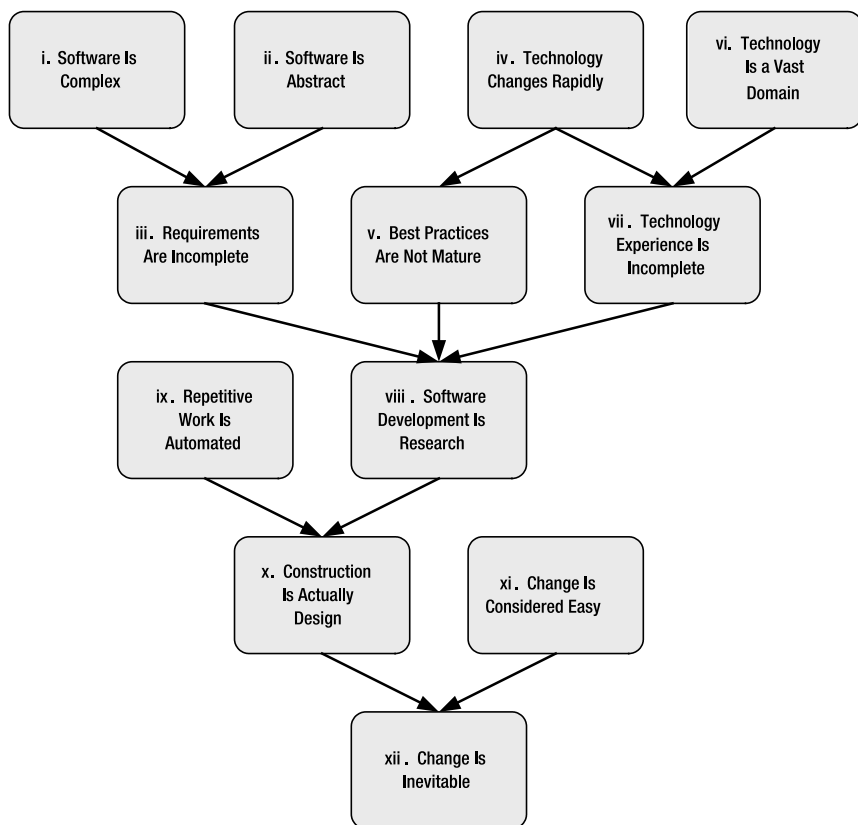 i. Software Is
Complex
ii. Software Is
Abstract
iv. Technology
Changes Rapidly
vi. Technology
Is a Vast
Domain
iii. Requirements
Are Incomplete
v. Best Practices
Are Not Mature
vii. Technology
Experience Is
Incomplete
ix. Repetitive
Work Is
Automated
viii. Software
Development Is
Research
x. Construction
Is Actually
Design
xi. Change Is
Considered Easy
xii. Change Is
Inevitable